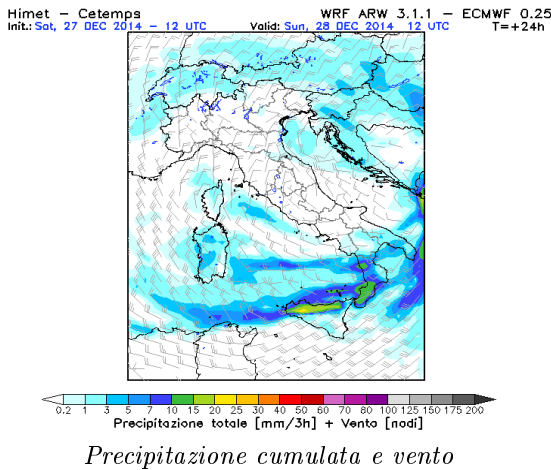 Himet – Cetemps WRF ARW 3.1.1 – ECMWF 0.25
Init.: Sat, 27 DEC 2014 – 12 UTC Valid: Sun, 28 DEC 2014 12 UTC T=+24h
0.2 1 3 5 7 10 15 20 25 30 40 50 60 70 80 100 125 150 175 200
Precipitazione totale [mm/3h] + Vento [nodi]
Precipitazione cumulata e vento